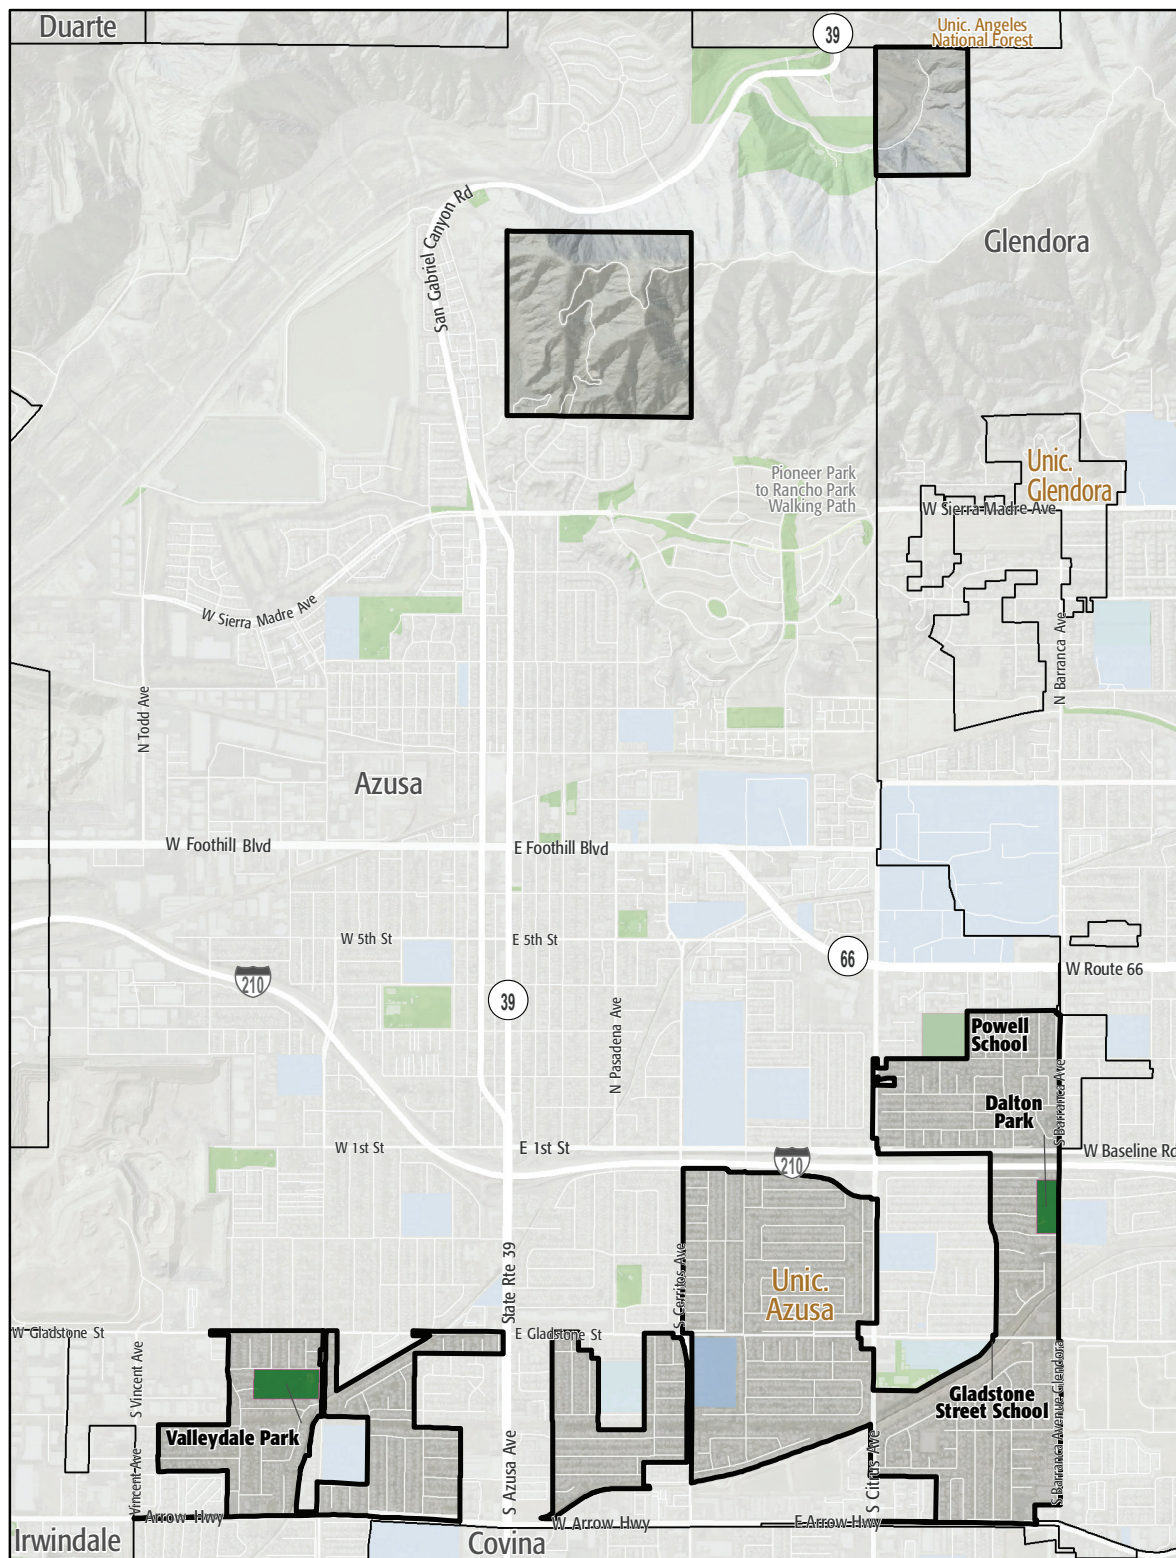 Duarte
Unic. Angeles
National Forest
39
San Gabriel Canyon Rd
Glendora
Unic.
Glendora
Pioneer Park
to Rancho Park
Walking Path
W Sierra Madre Ave
W Sierra Madre Ave
N Barranca Ave
N Todd Ave
Azusa
W Foothill Blvd
E Foothill Blvd
W 5th St
E 5th St
66
W Route 66
210
39
N Pasadena Ave
Powell
School
Dalton
Park
S Barranca Ave
W 1st St
E 1st St
210
W Baseline Rd
State Rte 39
S Cerritos Ave
Unic.
Azusa
W Gladstone St
E Gladstone St
S Vincent Ave
Gladstone
Street School
S Barranca Avenue Glendora
Valleydale Park
Vincent Ave
S Azusa Ave
S Citrus Ave
Arrow Hwy
W Arrow Hwy
E Arrow Hwy
Irwindale
Covina